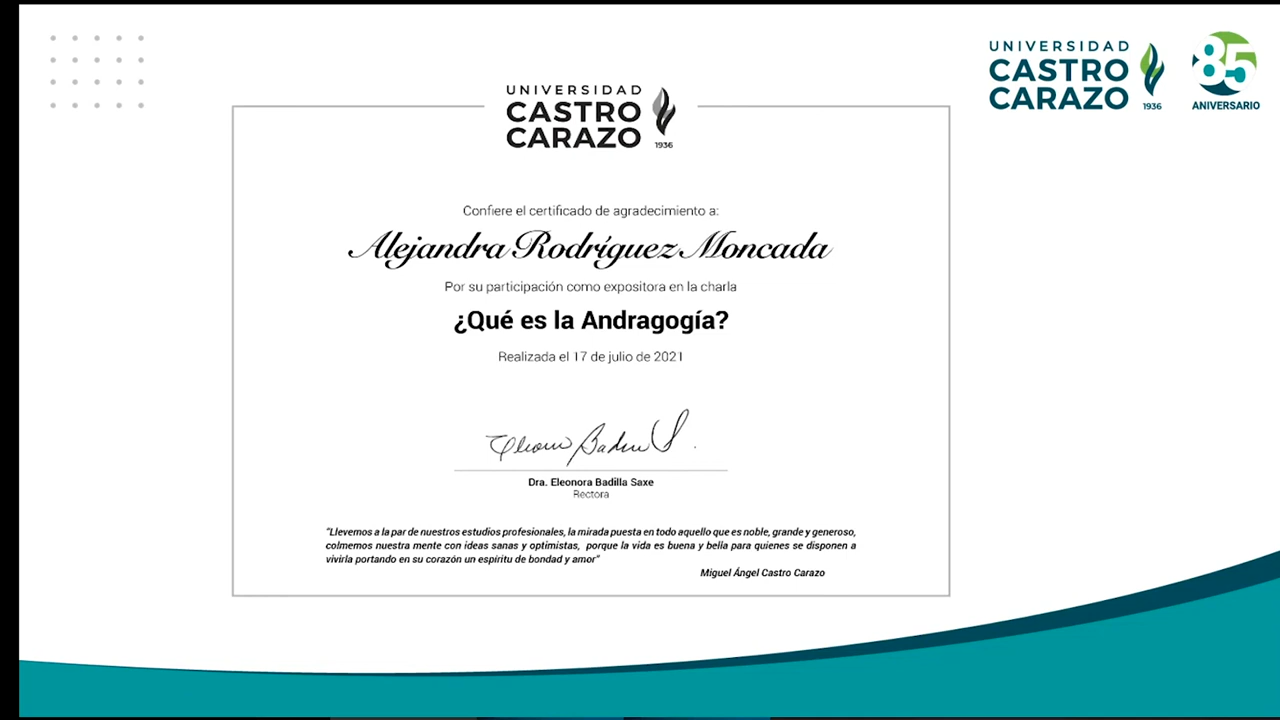 UNIVERSIDAD
CASTRO
CARAZO
1936
85
ANIVERSARIO
UNIVERSIDAD
CASTRO
CARAZO
1936
Confiere el certificado de agradecimiento a:
Alejandra Rodríguez Moncada
Por su participación como expositora en la charla
¿Qué es la Andragogía?
Realizada el 17 de julio de 2021
Eleonora Badilla S.
Dra. Eleonora Badilla Saxe
Rectora
“Llevemos a la par de nuestros estudios profesionales, la mirada puesta en todo aquello que es noble, grande y generoso,
colmemos nuestra mente con ideas sanas y optimistas, porque la vida es buena y bella para quienes se disponen a
vivirla portando en su corazón un espíritu de bondad y amor”
Miguel Ángel Castro Carazo